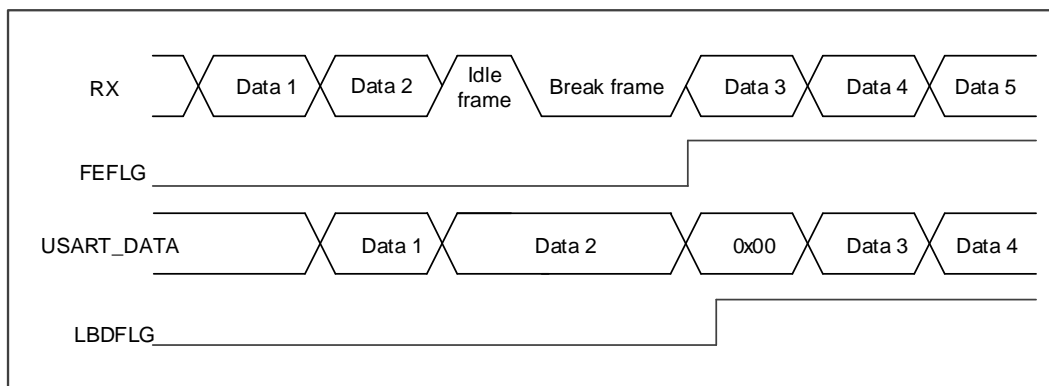 RX
Data 1
Data 2
Idle
frame
Break frame
Data 3
Data 4
Data 5
FEFLG
USART_DATA
Data 1
Data 2
0x00
Data 3
Data 4
LBDFLG